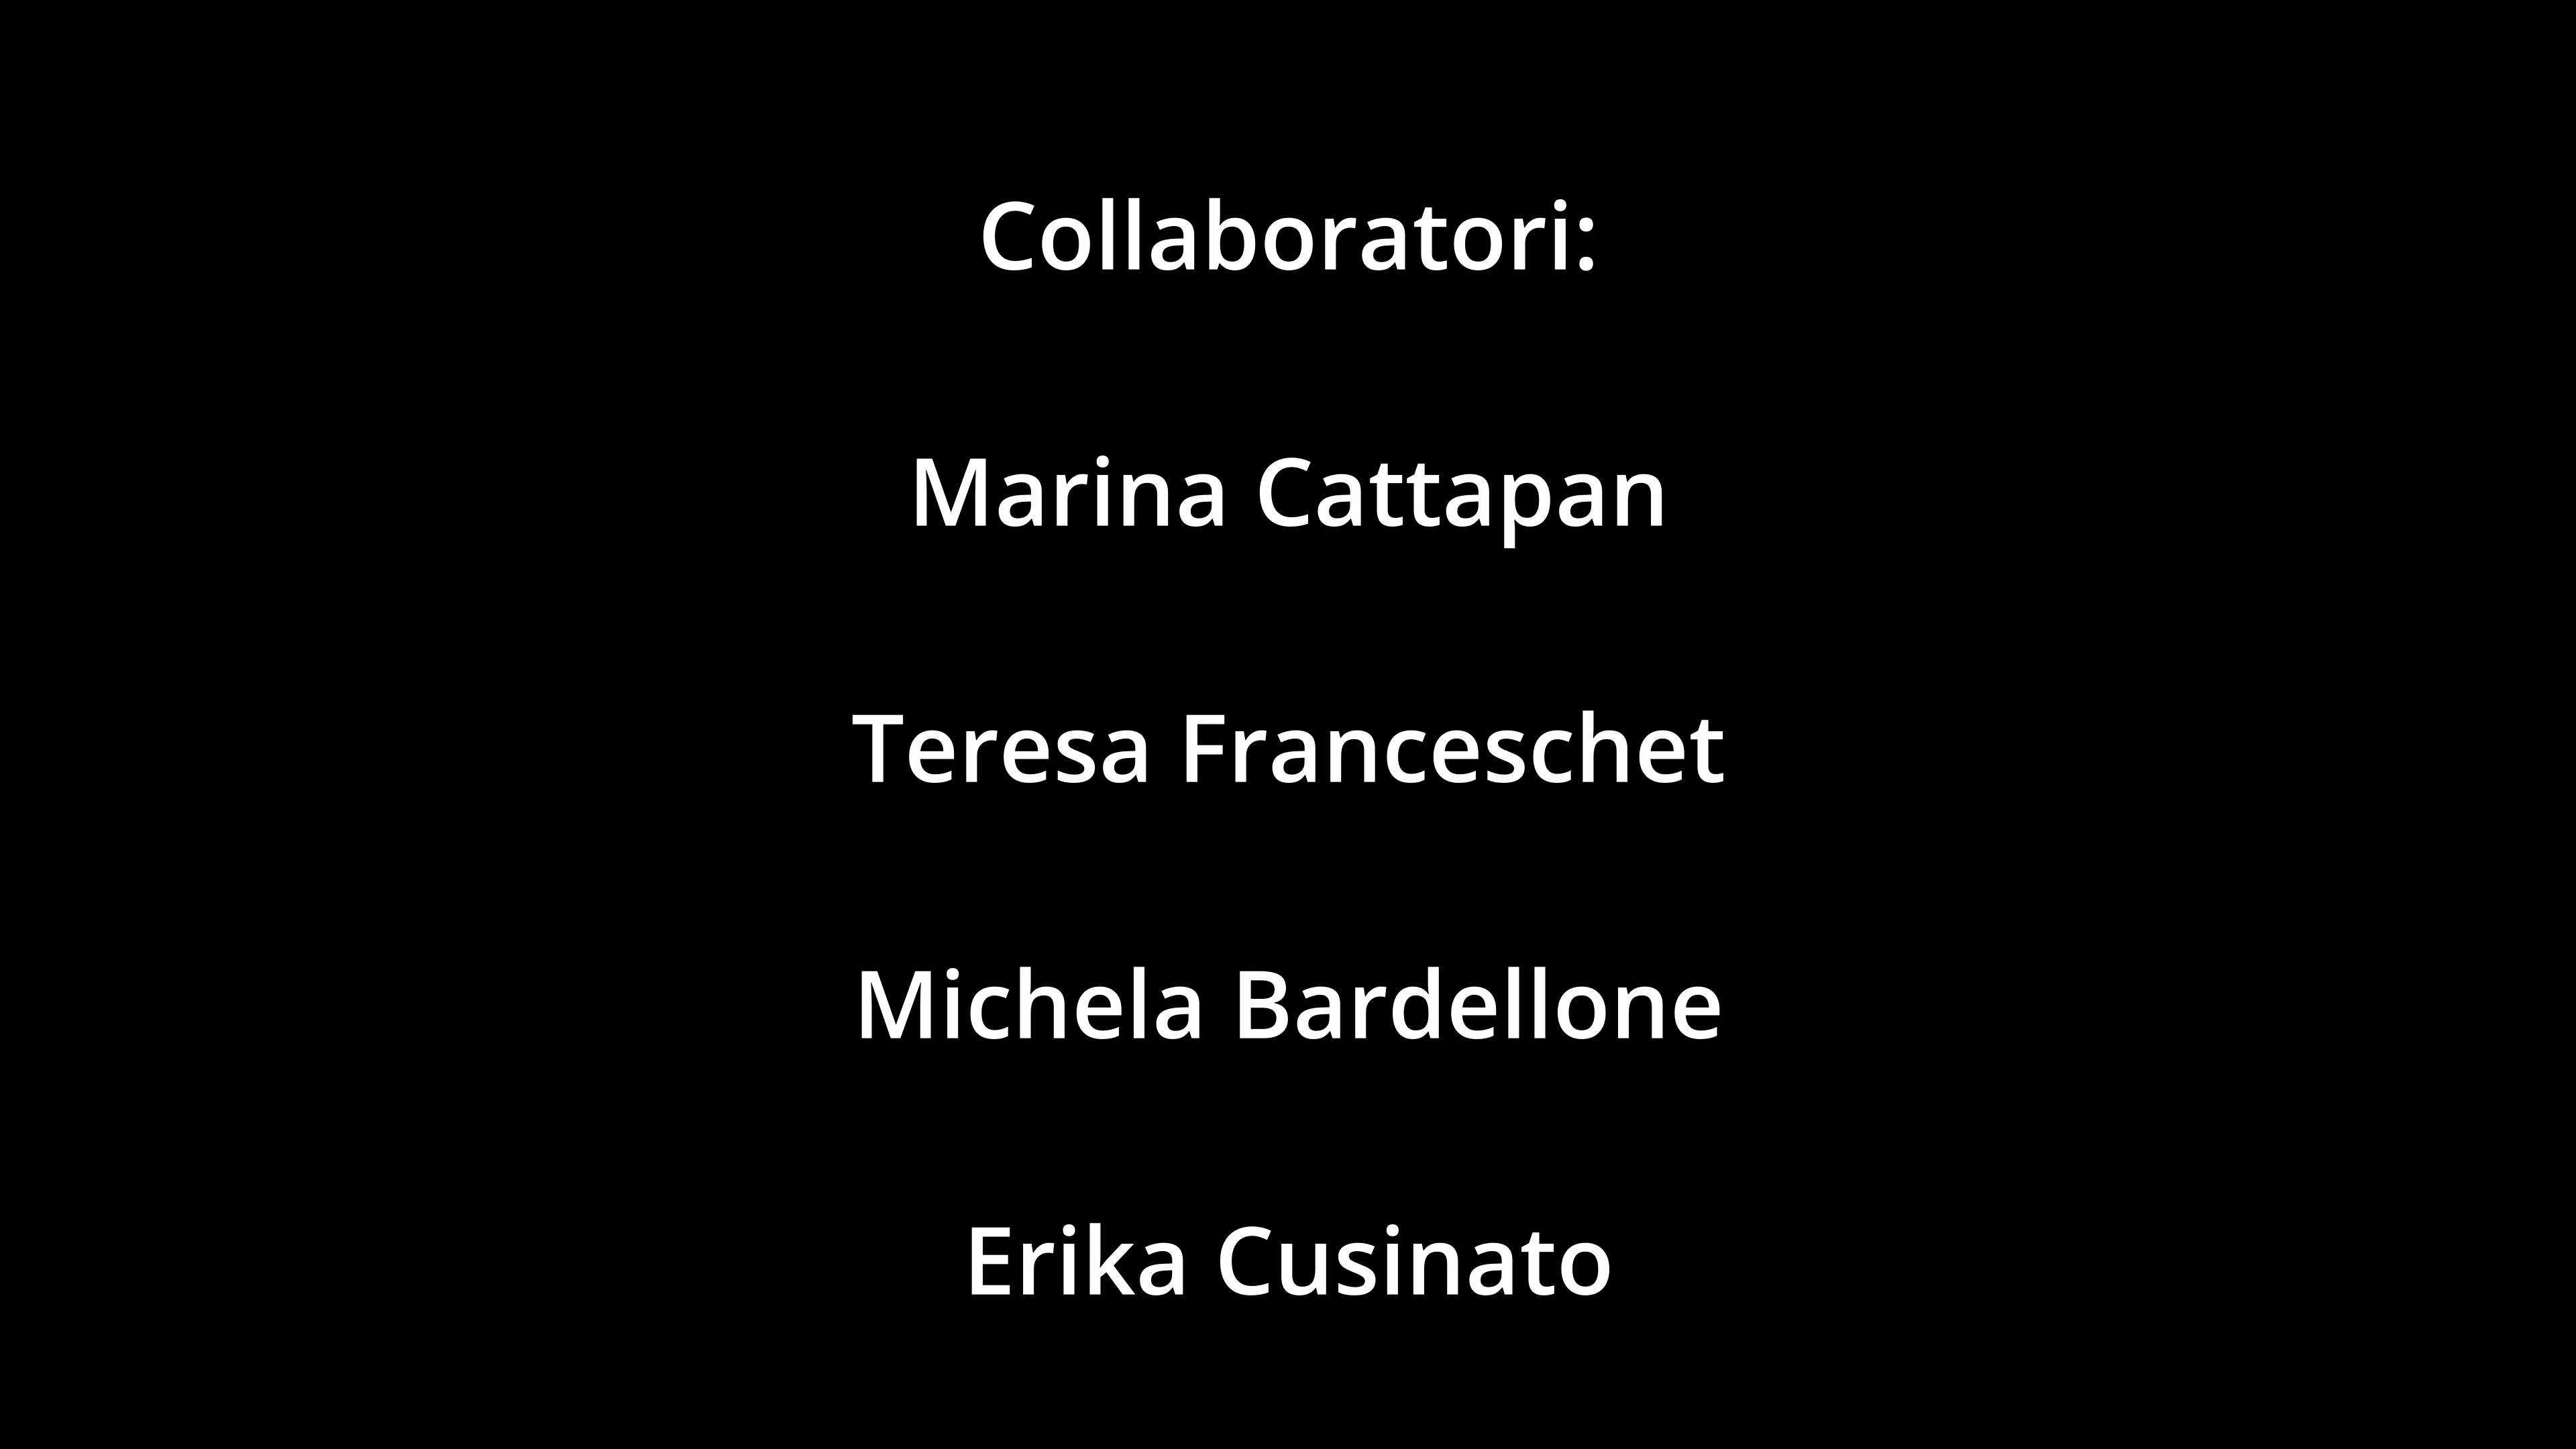 Collaboratori:
Marina Cattapan
Teresa Franceschet
Michela Bardellone
Erika Cusinato